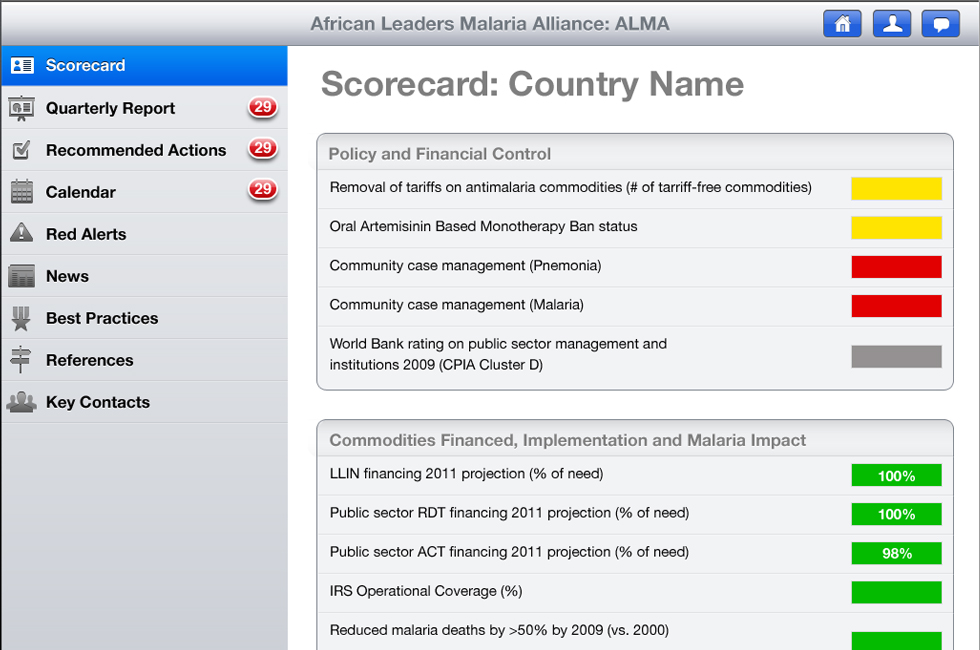 African Leaders Malaria Alliance: ALMA
Scorecard
Quarterly Report 29
Recommended Actions 29
Calendar 29
Red Alerts
News
Best Practices
References
Key Contacts
Scorecard: Country Name
Policy and Financial Control
Removal of tariffs on antimalaria commodities (# of tarriff-free commodities)
Oral Artemisinin Based Monotherapy Ban status
Community case management (Pnemonia)
Community case management (Malaria)
World Bank rating on public sector management and
institutions 2009 (CPIA Cluster D)
Commodities Financed, Implementation and Malaria Impact
LLIN financing 2011 projection (% of need) 100%
Public sector RDT financing 2011 projection (% of need) 100%
Public sector ACT financing 2011 projection (% of need) 98%
IRS Operational Coverage (%)
Reduced malaria deaths by >50% by 2009 (vs. 2000)